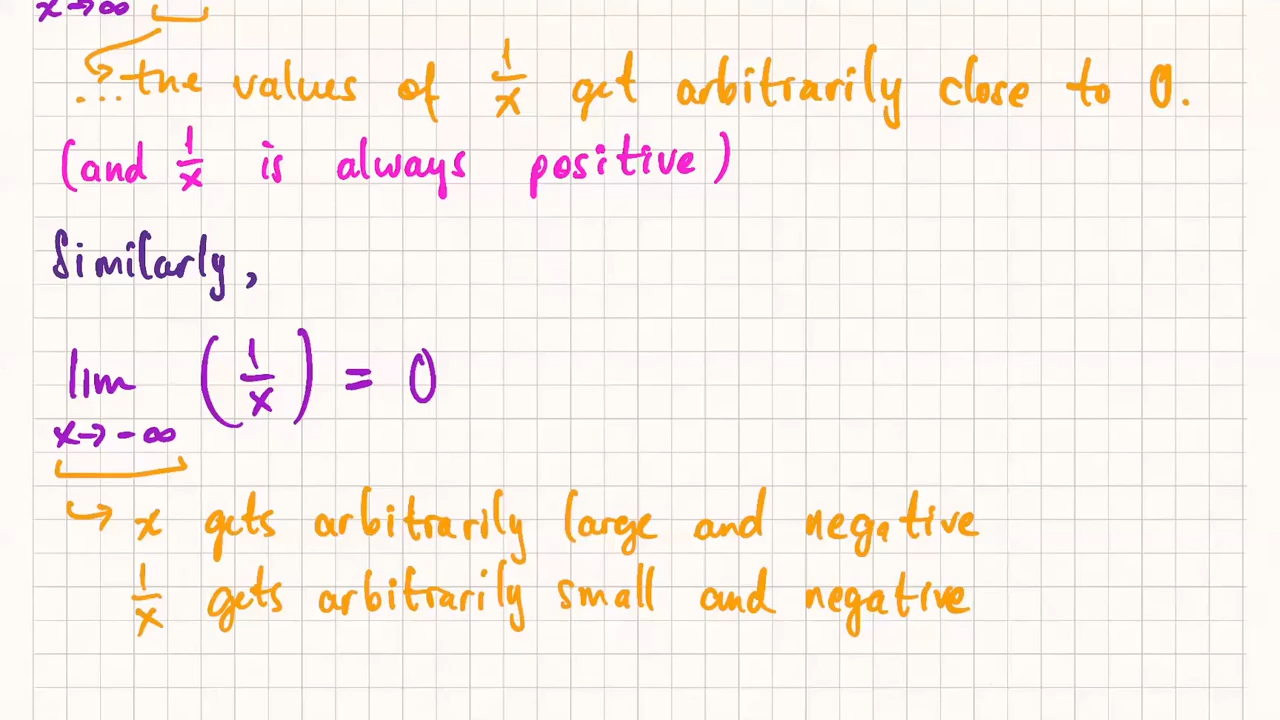 x→∞
...the values of 1/x get arbitrarily close to 0.
(and 1/x is always positive)
Similarly,
lim (1/x) = 0
x→-∞
↪ x gets arbitrarily large and negative
1/x gets arbitrarily small and negative